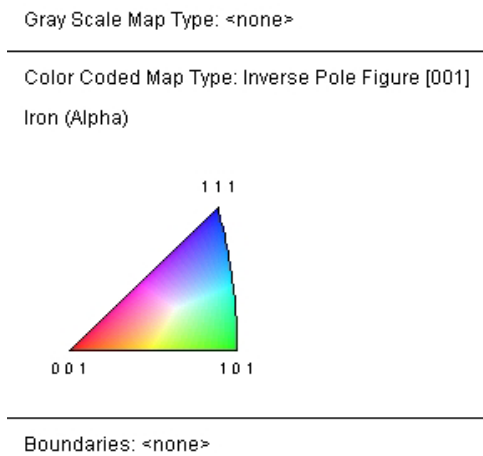 Gray Scale Map Type: <none>
Color Coded Map Type: Inverse Pole Figure [001]
Iron (Alpha)
1 1 1
0 0 1
1 0 1
Boundaries: <none>